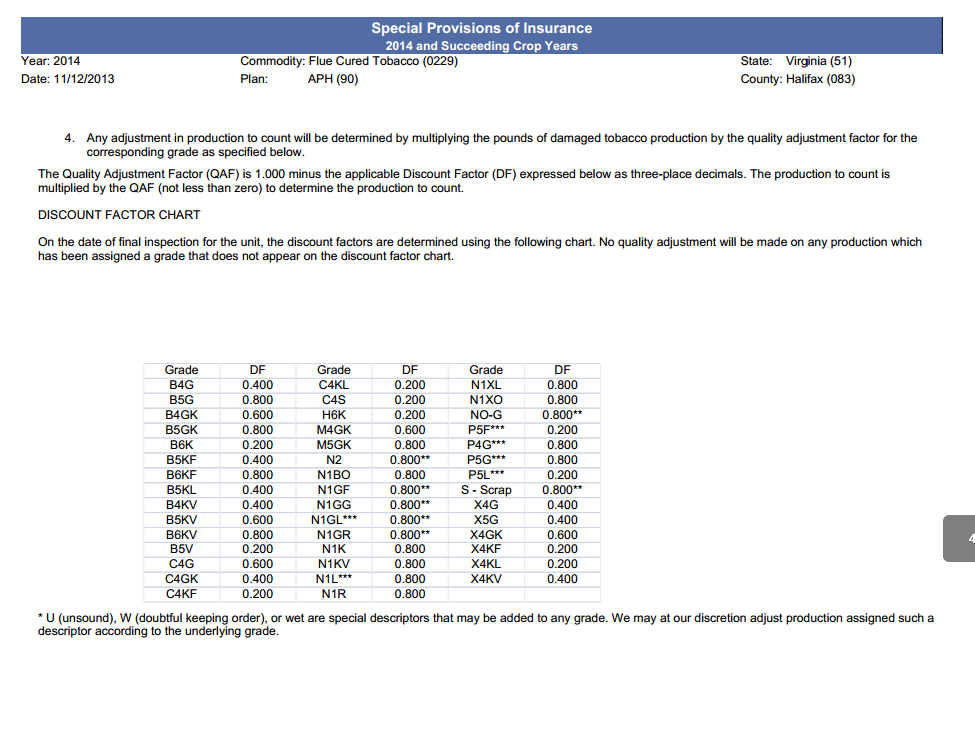 Special Provisions of Insurance
2014 and Succeeding Crop Years
Year: 2014 Commodity: Flue Cured Tobacco (0229) State: Virginia (51)
Date: 11/12/2013 Plan: APH (90) County: Halifax (083)
4. Any adjustment in production to count will be determined by multiplying the pounds of damaged tobacco production by the quality adjustment factor for the
corresponding grade as specified below.
The Quality Adjustment Factor (QAF) is 1.000 minus the applicable Discount Factor (DF) expressed below as three-place decimals. The production to count is
multiplied by the QAF (not less than zero) to determine the production to count.
DISCOUNT FACTOR CHART
On the date of final inspection for the unit, the discount factors are determined using the following chart. No quality adjustment will be made on any production which
has been assigned a grade that does not appear on the discount factor chart.
Grade DF Grade DF Grade DF
B4G 0.400 C4KL 0.200 N1XL 0.800
B5G 0.800 C4S 0.200 N1XO 0.800
B4GK 0.600 H6K 0.200 NO-G 0.800**
B5GK 0.800 M4GK 0.600 P5F*** 0.200
B6K 0.200 M5GK 0.800 P4G*** 0.800
B5KF 0.400 N2 0.800** P5G*** 0.800
B6KF 0.800 N1BO 0.800 P5L*** 0.200
B5KL 0.400 N1GF 0.800** S - Scrap 0.800**
B4KV 0.400 N1GG 0.800** X4G 0.400
B5KV 0.600 N1GL*** 0.800** X5G 0.400
B6KV 0.800 N1GR 0.800** X4GK 0.600
B5V 0.200 N1K 0.800 X4KF 0.200
C4G 0.600 N1KV 0.800 X4KL 0.200
C4GK 0.400 N1L*** 0.800 X4KV 0.400
C4KF 0.200 N1R 0.800
* U (unsound), W (doubtful keeping order), or wet are special descriptors that may be added to any grade. We may at our discretion adjust production assigned such a
descriptor according to the underlying grade.
4